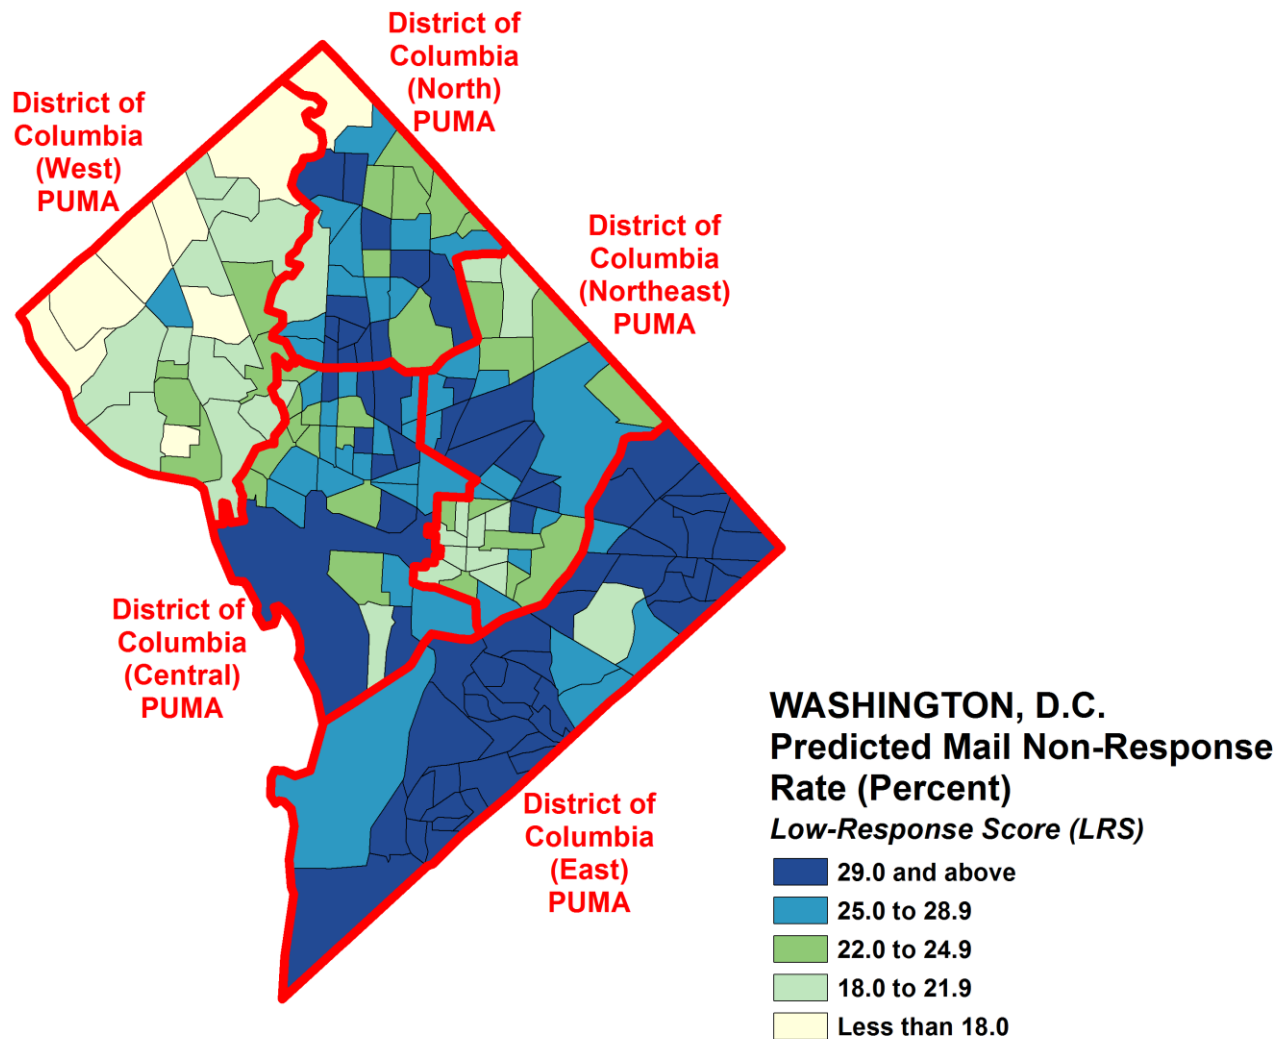 District of
Columbia
(North)
PUMA
District of
Columbia
(West)
PUMA
District of
Columbia
(Northeast)
PUMA
District of
Columbia
(Central)
PUMA
District of
Columbia
(East)
PUMA
WASHINGTON, D.C.
Predicted Mail Non-Response
Rate (Percent)
Low-Response Score (LRS)
29.0 and above
25.0 to 28.9
22.0 to 24.9
18.0 to 21.9
Less than 18.0